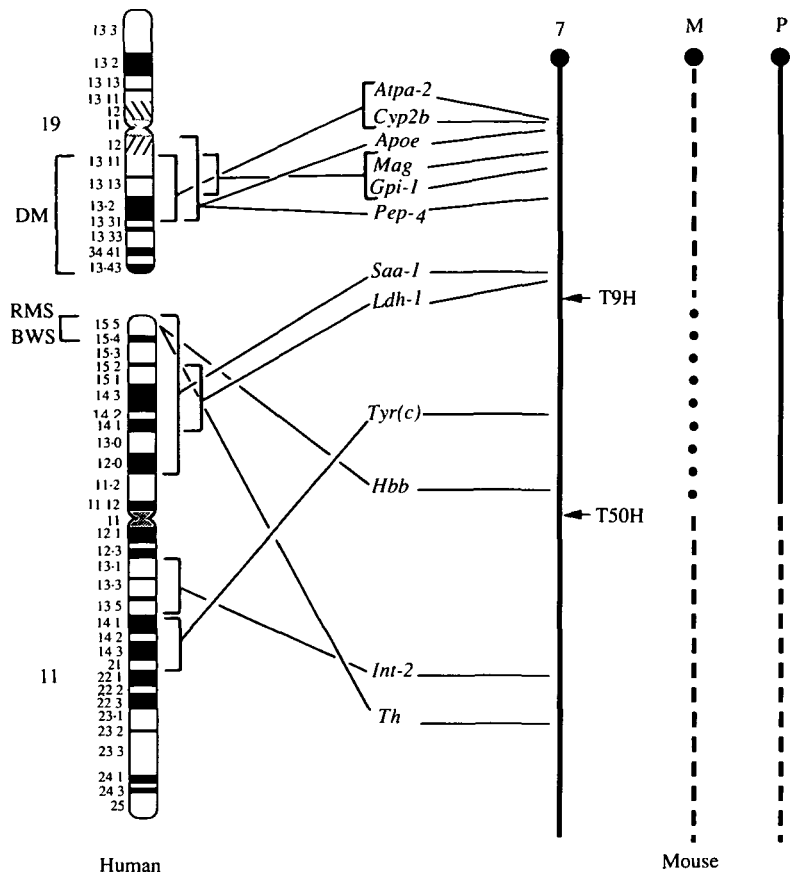 7 M P
13 3
13 2
13 13
13 11
12
11
19
12
13 11
13 13
13-2
13 31
13 33
34 41
13-43
DM
Atpa-2
Cyp2b
Apoe
Mag
Gpi-1
Pep-4
Saa-1
Ldh-1
T9H
RMS
BWS
15 5
15-4
15-3
15-2
15 1
14 3
14 2
14 1
13-0
12-0
11-2
11 12
11
12 1
12-3
13-1
13-3
13 5
14 1
14 2
14 3
21
22 1
22 2
22 3
23-1
23 2
23 3
24 1
24 3
25
11
Tyr(c)
Hbb
T50H
Int-2
Th
Human
Mouse